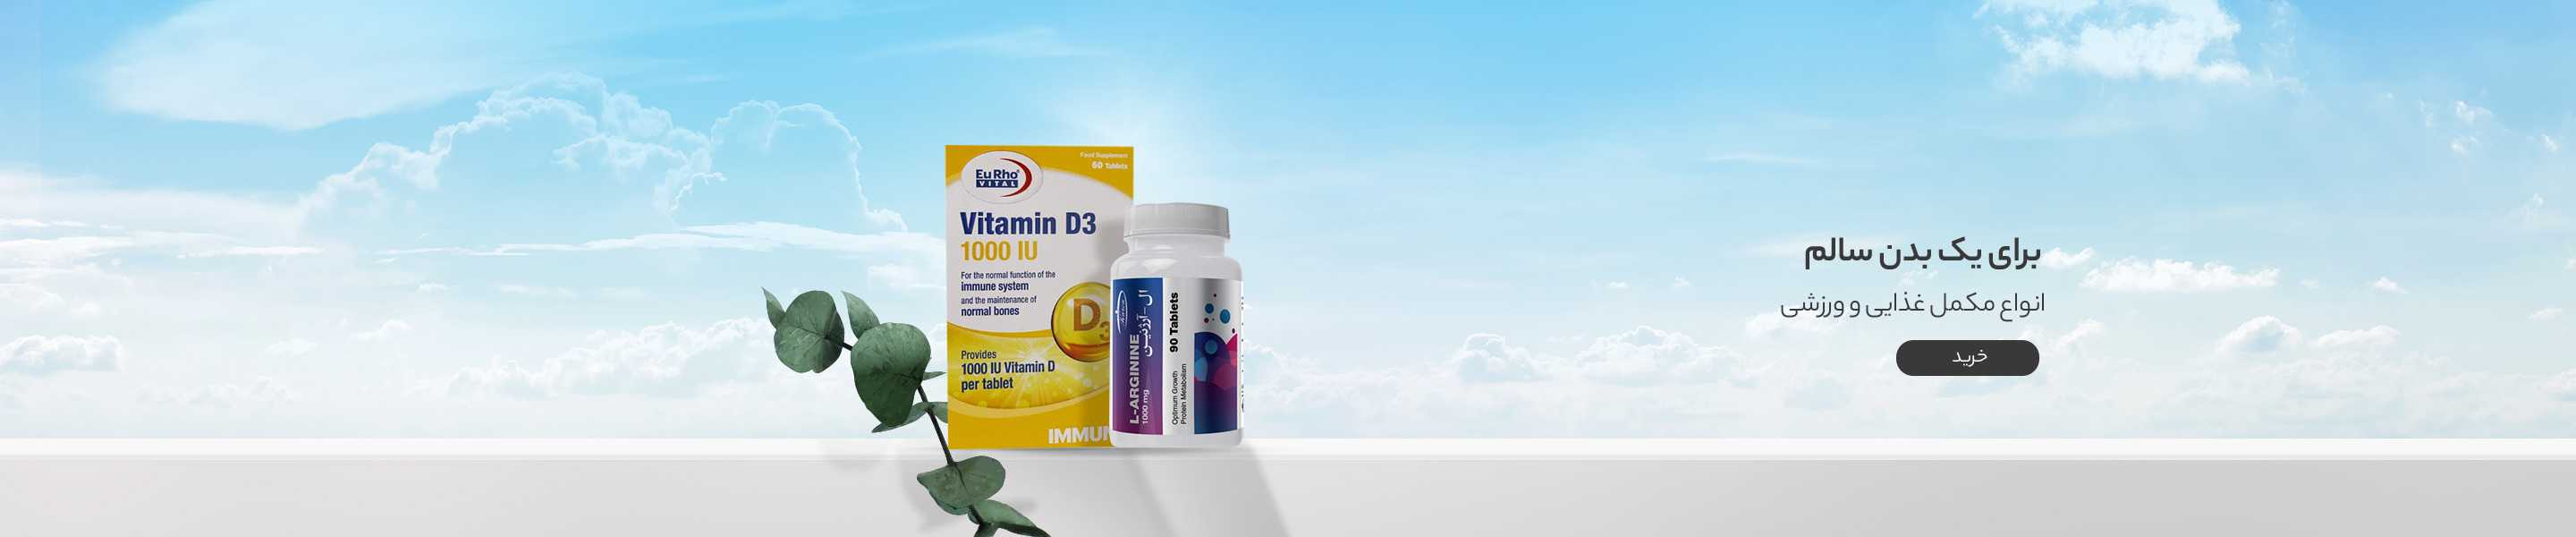 برای یک بدن سالم
انواع مکمل غذایی و ورزشی
خرید
Food Supplement
60 Tablets
EuRho
VITAL
Vitamin D3
1000 IU
For the normal function of the
immune system
and the maintenance of
normal bones
D3
Provides
1000 IU Vitamin D
per tablet
L-ARGININE
1000 mg
ال-آرژنین
90 Tablets
Optimum Growth
Protein Metabolism